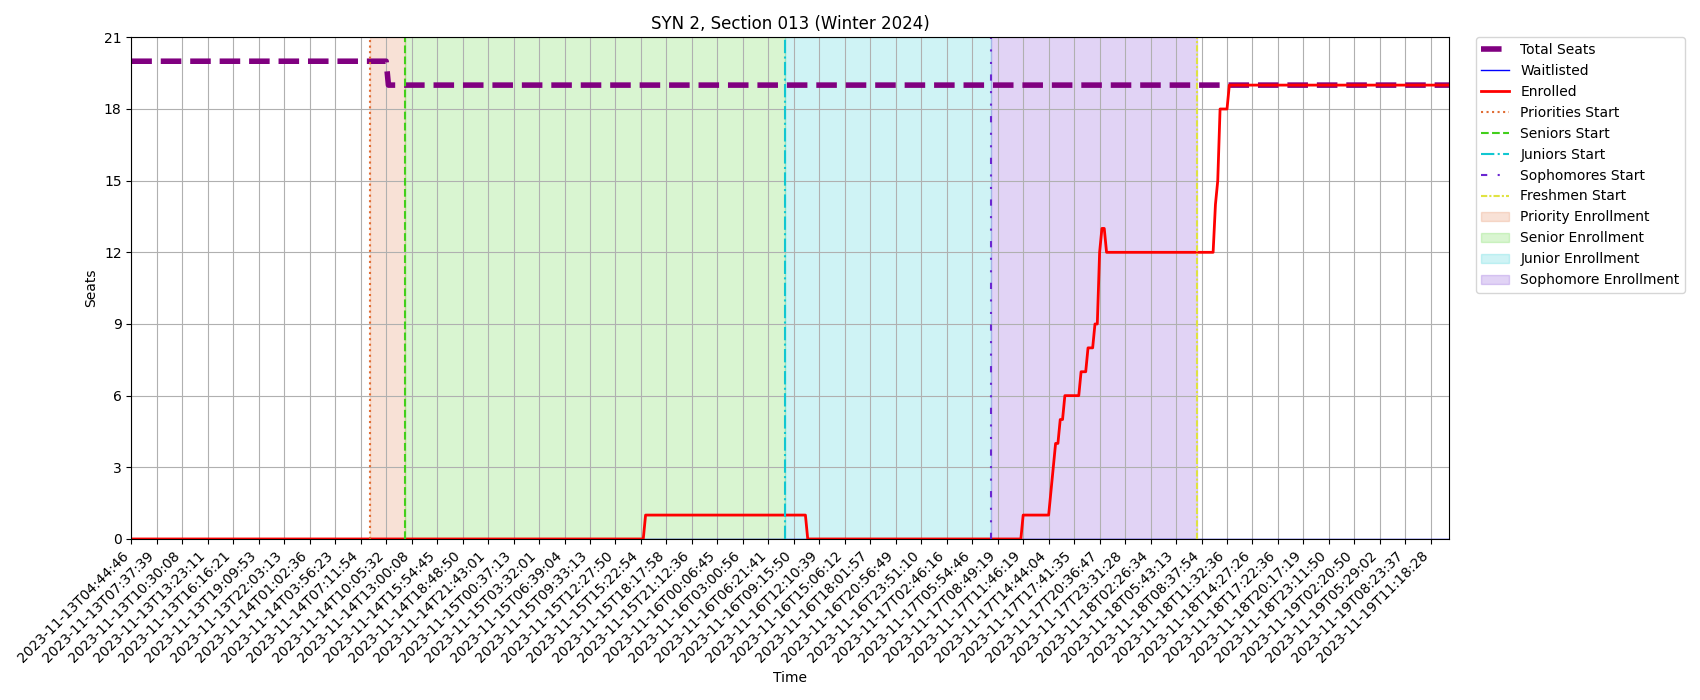 SYN 2, Section 013 (Winter 2024)
21
18
15
12
9
6
3
0
Seats
2023-11-13T04:44:46
2023-11-13T07:37:39
2023-11-13T10:30:08
2023-11-13T13:23:11
2023-11-13T16:16:21
2023-11-13T19:09:53
2023-11-13T22:03:13
2023-11-14T01:02:36
2023-11-14T03:56:23
2023-11-14T07:11:54
2023-11-14T10:05:32
2023-11-14T13:00:08
2023-11-14T15:54:45
2023-11-14T18:48:50
2023-11-14T21:43:01
2023-11-15T00:37:13
2023-11-15T03:32:01
2023-11-15T06:39:04
2023-11-15T09:33:13
2023-11-15T12:27:50
2023-11-15T15:22:54
2023-11-15T18:17:58
2023-11-15T21:12:36
2023-11-16T00:06:45
2023-11-16T03:00:56
2023-11-16T06:21:41
2023-11-16T09:15:50
2023-11-16T12:10:39
2023-11-16T15:06:12
2023-11-16T18:01:57
2023-11-16T20:56:49
2023-11-16T23:51:10
2023-11-17T02:46:16
2023-11-17T05:54:46
2023-11-17T08:49:19
2023-11-17T11:46:19
2023-11-17T14:44:04
2023-11-17T17:41:35
2023-11-17T20:36:47
2023-11-17T23:31:28
2023-11-18T02:26:34
2023-11-18T05:43:13
2023-11-18T08:37:54
2023-11-18T11:32:36
2023-11-18T14:27:26
2023-11-18T17:22:36
2023-11-18T20:17:19
2023-11-18T23:11:50
2023-11-19T02:20:50
2023-11-19T05:29:02
2023-11-19T08:23:37
2023-11-19T11:18:28
Time
Total Seats
Waitlisted
Enrolled
Priorities Start
Seniors Start
Juniors Start
Sophomores Start
Freshmen Start
Priority Enrollment
Senior Enrollment
Junior Enrollment
Sophomore Enrollment